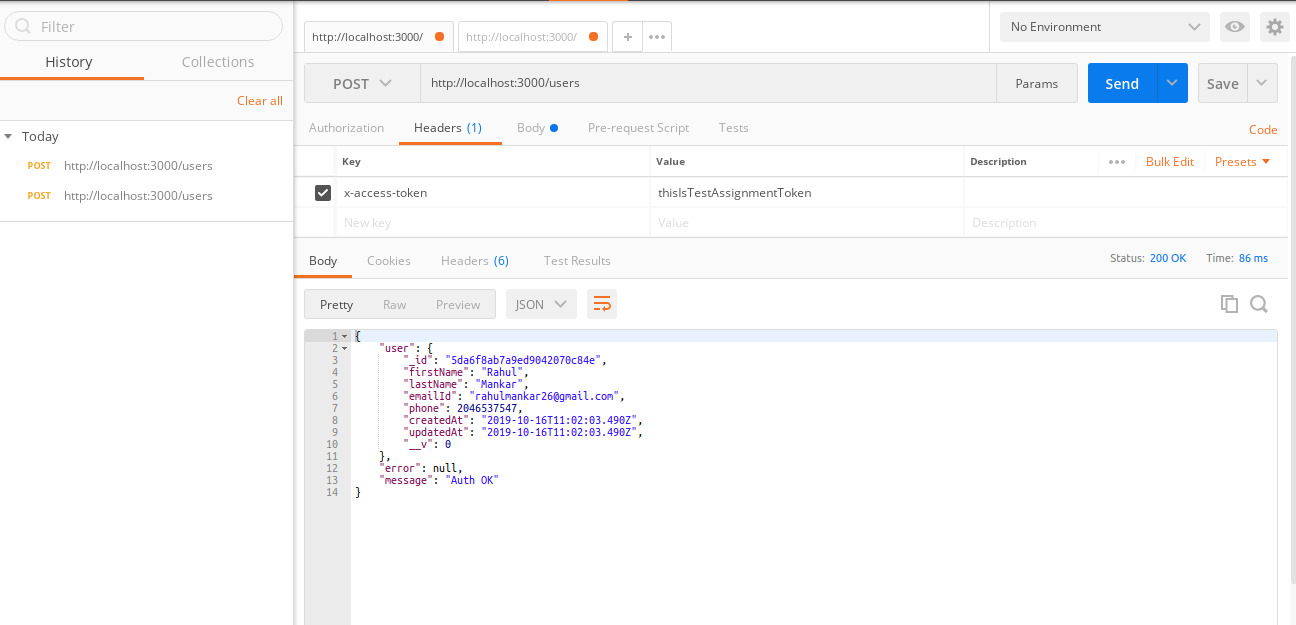 Filter
History Collections
Clear all
Today
POST http://localhost:3000/users
POST http://localhost:3000/users
http://localhost:3000/ http://localhost:3000/ + •••
No Environment
POST http://localhost:3000/users Params Send Save
Authorization Headers (1) Body Pre-request Script Tests Code
Key Value Description ••• Bulk Edit Presets
x-access-token thisIsTestAssignmentToken
New key Value Description
Body Cookies Headers (6) Test Results Status: 200 OK Time: 86 ms
Pretty Raw Preview JSON
1 {
2 "user": {
3 "_id": "5da6f8ab7a9ed9042070c84e",
4 "firstName": "Rahul",
5 "lastName": "Mankar",
6 "emailId": "rahulmankar26@gmail.com",
7 "phone": 2046537547,
8 "createdAt": "2019-10-16T11:02:03.490Z",
9 "updatedAt": "2019-10-16T11:02:03.490Z",
10 "__v": 0
11 },
12 "error": null,
13 "message": "Auth OK"
14 }